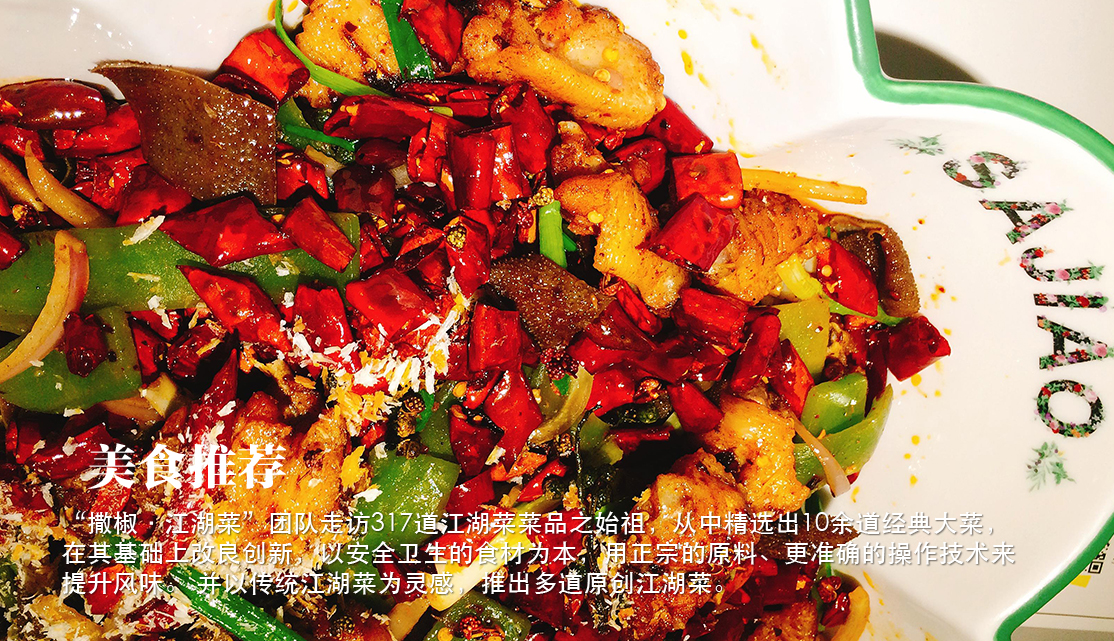 SAJIAO
美食推荐
“撒椒·江湖菜”团队走访317道江湖菜菜品之始祖，从中精选出10余道经典大菜，
在其基础上改良创新，以安全卫生的食材为本，用正宗的原料、更准确的操作技术来
提升风味。并以传统江湖菜为灵感，推出多道原创江湖菜。